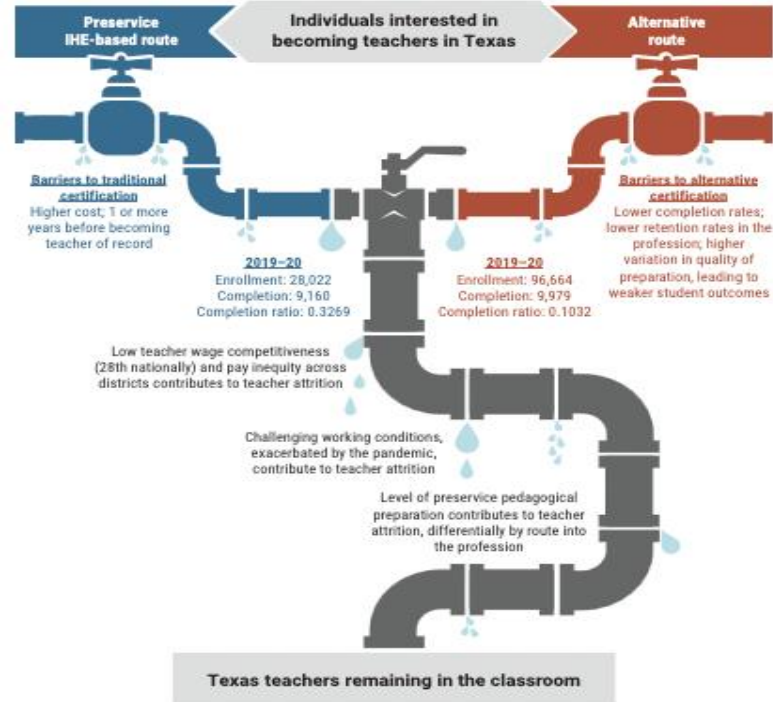 Preservice
IHE-based route
Individuals interested in
becoming teachers in Texas
Alternative
route
Barriers to traditional
certification
Higher cost; 1 or more
years before becoming
teacher of record
Barriers to alternative
certification
Lower completion rates;
lower retention rates in the
profession; higher
variation in quality of
preparation, leading to
weaker student outcomes
2019–20
Enrollment: 28,022
Completion: 9,160
Completion ratio: 0.3269
2019–20
Enrollment: 96,664
Completion: 9,979
Completion ratio: 0.1032
Low teacher wage competitiveness
(28th nationally) and pay inequity across
districts contributes to teacher attrition
Challenging working conditions,
exacerbated by the pandemic,
contribute to teacher attrition
Level of preservice pedagogical
preparation contributes to teacher
attrition, differentially by route into
the profession
Texas teachers remaining in the classroom